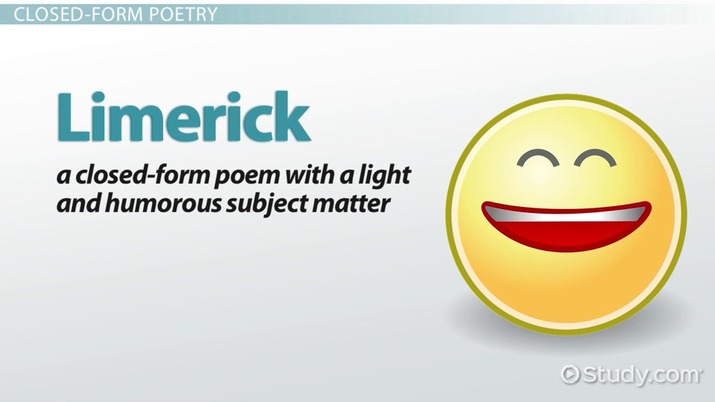 CLOSED-FORM POETRY
Limerick
a closed-form poem with a light
and humorous subject matter
Study.com